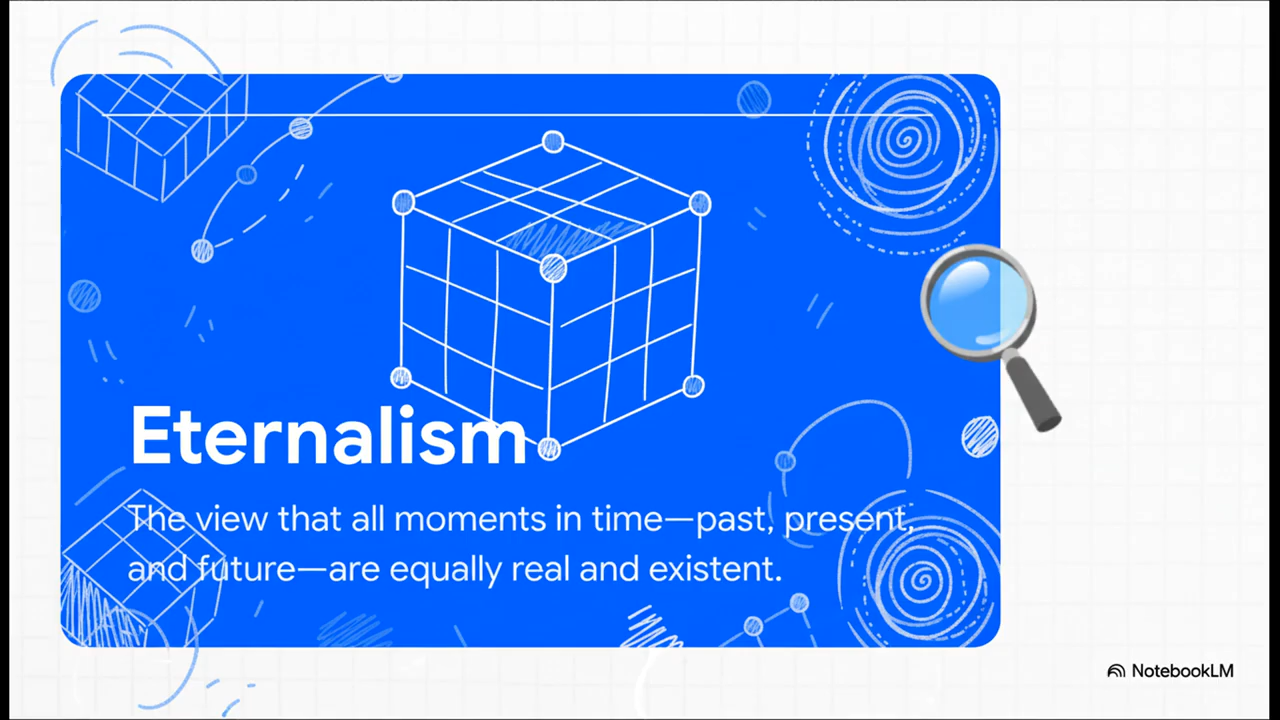 Eternalism
The view that all moments in time—past, present,
and future—are equally real and existent.
NotebookLM